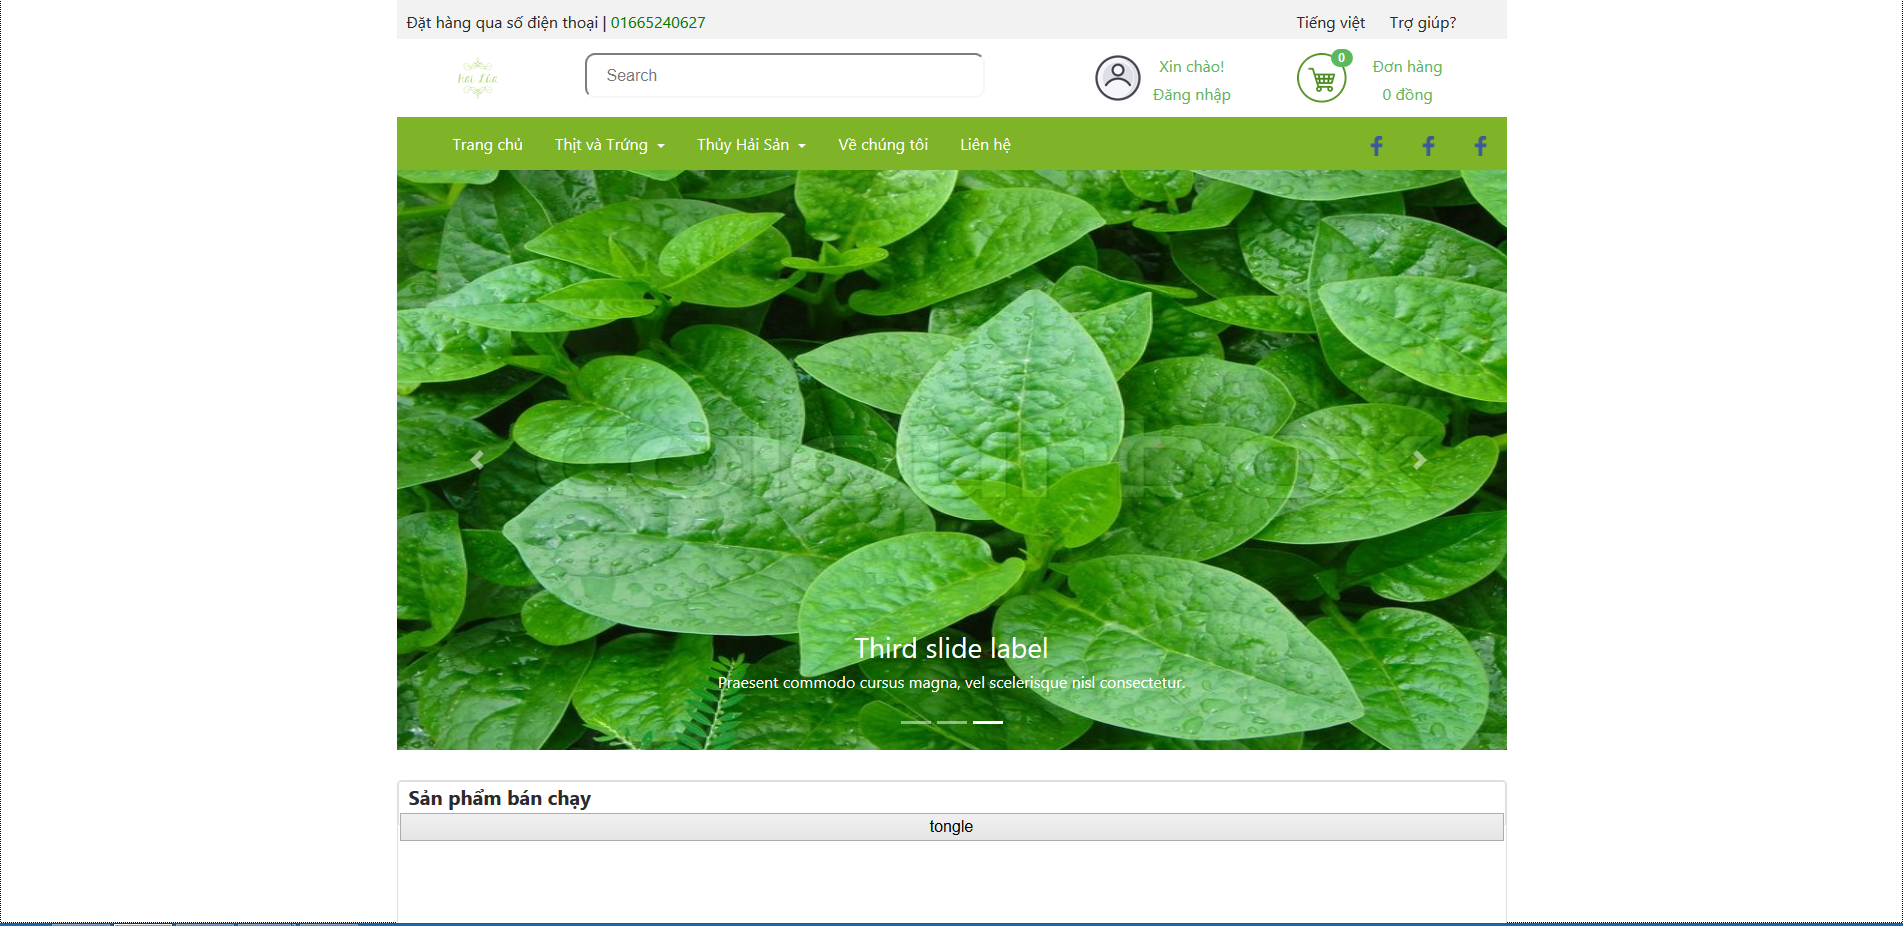 Đặt hàng qua số điện thoại | 01665240627
Tiếng việt Trợ giúp?
Hai Lúa
Search
Xin chào!
Đăng nhập
0
Đơn hàng
0 đồng
Trang chủ Thịt và Trứng Thủy Hải Sản Về chúng tôi Liên hệ
colourbox
Third slide label
Praesent commodo cursus magna, vel scelerisque nisl consectetur.
Sản phẩm bán chạy
tongle